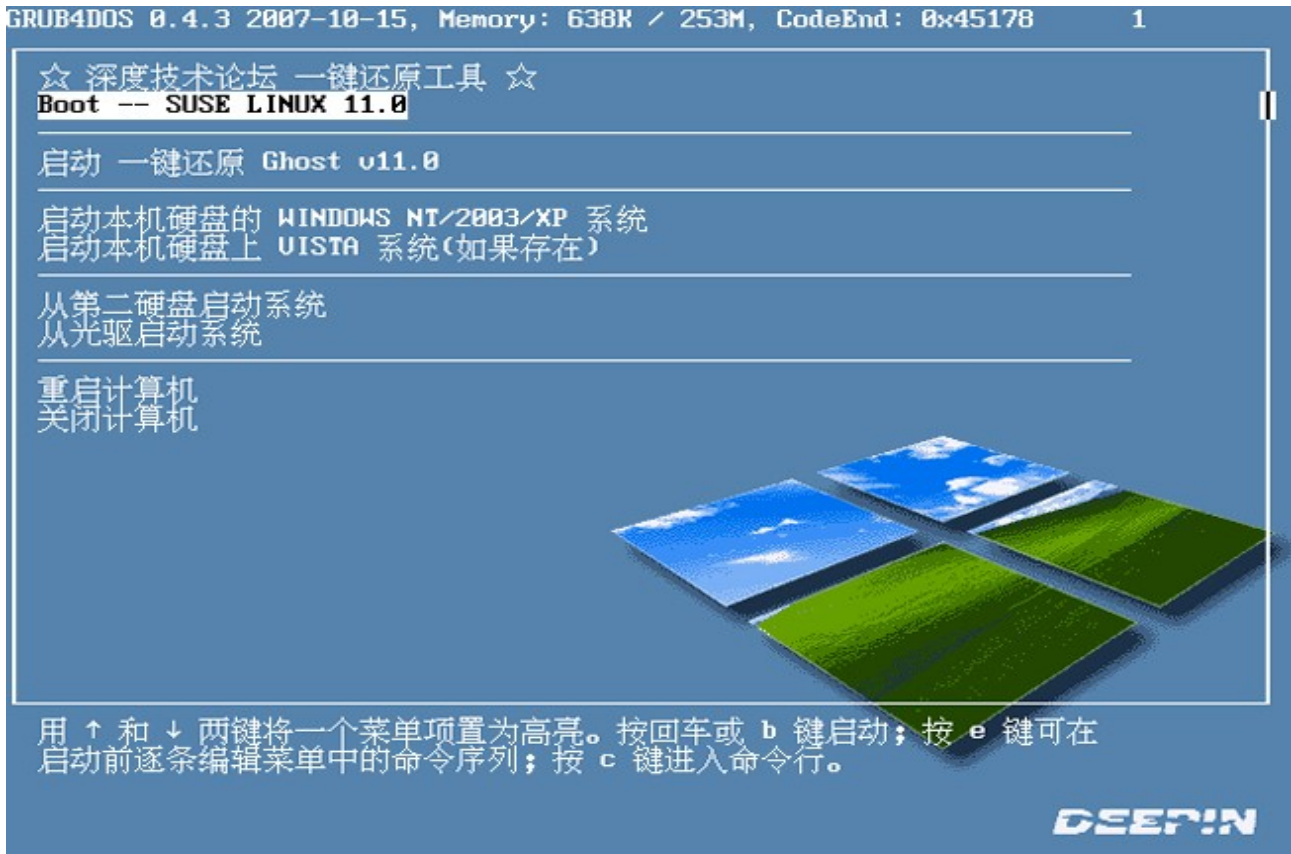 GRUB4DOS 0.4.3 2007-10-15, Memory: 638K / 253M, CodeEnd: 0x45178 1
☆ 深度技术论坛 一键还原工具 ☆
Boot -- SUSE LINUX 11.0
启动 一键还原 Ghost v11.0
启动本机硬盘的 WINDOWS NT/2003/XP 系统
启动本机硬盘上 VISTA 系统(如果存在)
从第二硬盘启动系统
从光驱启动系统
重启计算机
关闭计算机
用 ↑ 和 ↓ 两键将一个菜单项置为高亮。按回车或 b 键启动; 按 e 键可在
启动前逐条编辑菜单中的命令序列; 按 c 键进入命令行。
DEEPIN